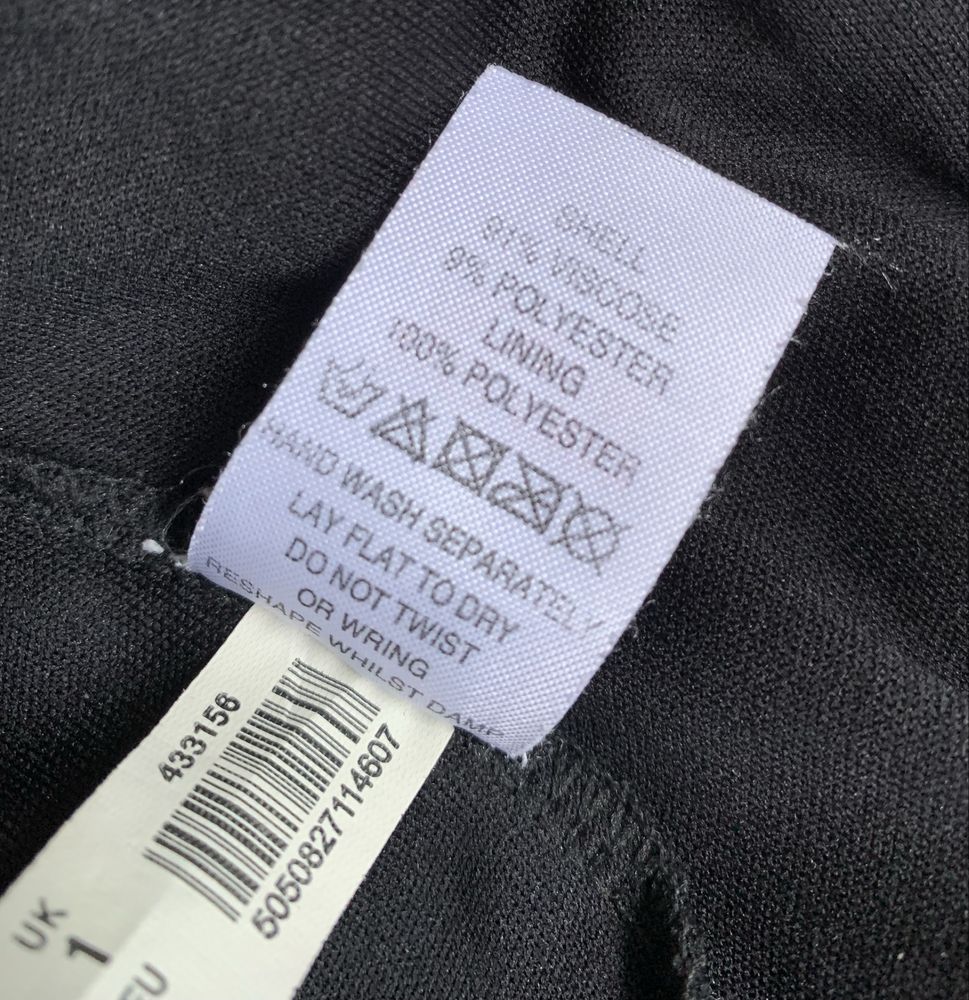 SHELL
91% VISCOSE
9% POLYESTER
LINING
100% POLYESTER
HAND WASH SEPARATELY
LAY FLAT TO DRY
DO NOT TWIST
OR WRING
RESHAPE WHILST DAMP
433156
5050827114607
UK
1
EU